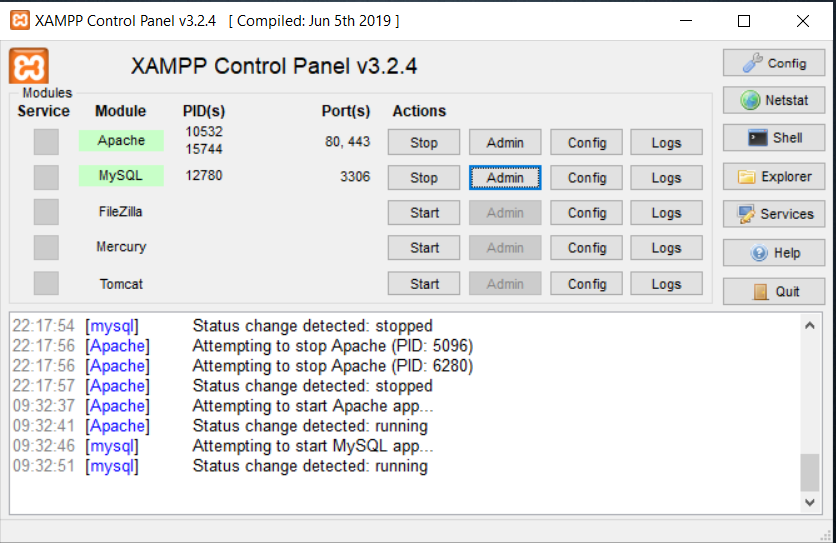 XAMPP Control Panel v3.2.4 [ Compiled: Jun 5th 2019 ]
XAMPP Control Panel v3.2.4
Config
Modules
Service Module PID(s) Port(s) Actions
Netstat
Apache 10532 15744 80, 443 Stop Admin Config Logs
Shell
MySQL 12780 3306 Stop Admin Config Logs
Explorer
FileZilla Start Admin Config Logs
Services
Mercury Start Admin Config Logs
Help
Tomcat Start Admin Config Logs
Quit
22:17:54 [mysql] Status change detected: stopped
22:17:56 [Apache] Attempting to stop Apache (PID: 5096)
22:17:56 [Apache] Attempting to stop Apache (PID: 6280)
22:17:57 [Apache] Status change detected: stopped
09:32:37 [Apache] Attempting to start Apache app...
09:32:41 [Apache] Status change detected: running
09:32:46 [mysql] Attempting to start MySQL app...
09:32:51 [mysql] Status change detected: running